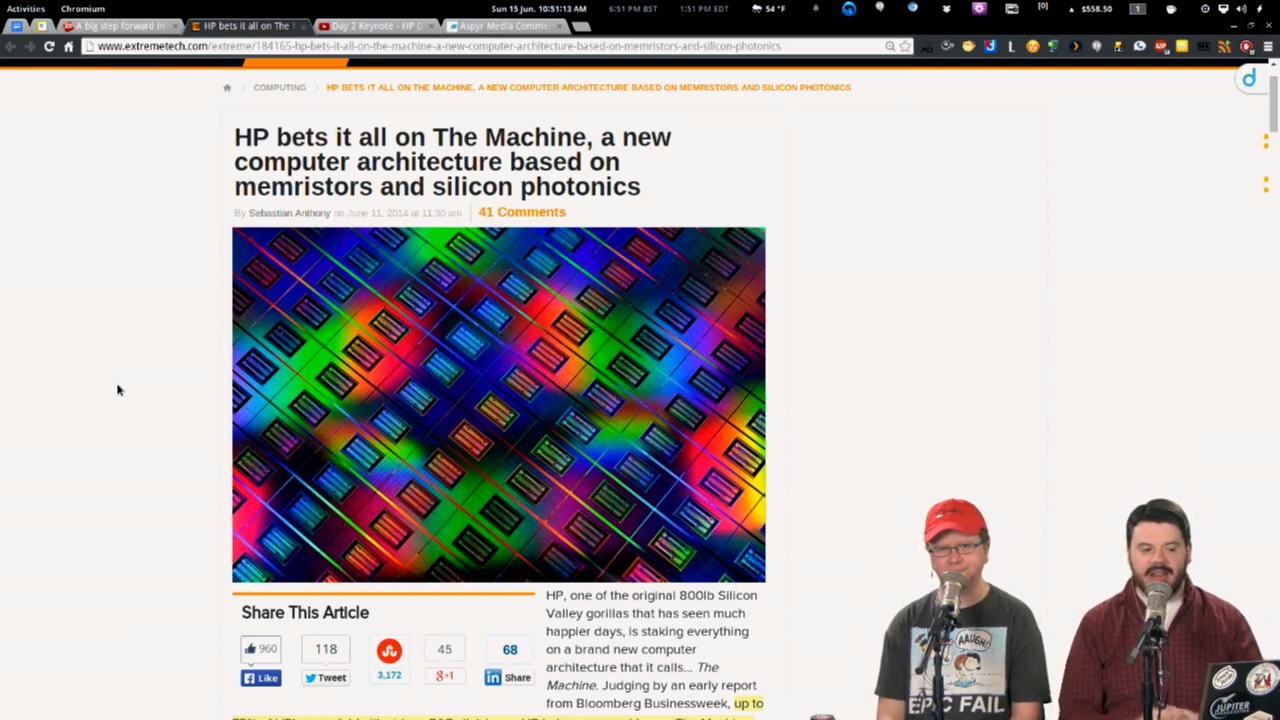 Activities Chromium Sun 15 Jun, 10:51:13 AM 6:51 PM BST 1:51 PM EDT 54 °F $558.50 1
A big step forward in HP bets it all on The M Day 2 Keynote - HP D Aspyr Media Comme
www.extremetech.com/extreme/184165-hp-bets-it-all-on-the-machine-a-new-computer-architecture-based-on-memristors-and-silicon-photonics
COMPUTING HP BETS IT ALL ON THE MACHINE, A NEW COMPUTER ARCHITECTURE BASED ON MEMRISTORS AND SILICON PHOTONICS
HP bets it all on The Machine, a new
computer architecture based on
memristors and silicon photonics
By Sebastian Anthony on June 11, 2014 at 11:30 am 41 Comments
Share This Article
960 118 3,172 45 68
Like Tweet +1 Share
HP, one of the original 800lb Silicon
Valley gorillas that has seen much
happier days, is staking everything
on a brand new computer
architecture that it calls... The
Machine. Judging by an early report
from Bloomberg Businessweek, up to
AAUGH!
EPIC FAIL
JUPITER